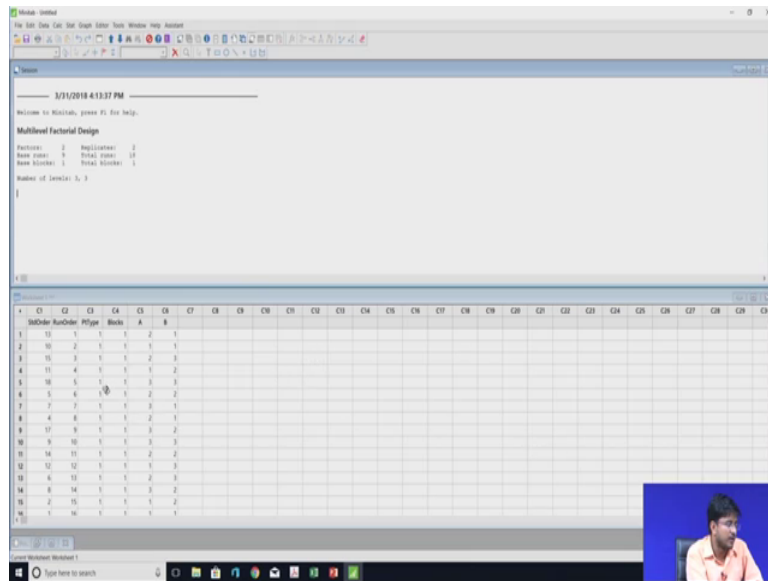 Minitab - Untitled
File Edit Data Calc Stat Graph Editor Tools Window Help Assistant
Session
3/31/2018 4:13:37 PM
Welcome to Minitab, press F1 for help.
Multilevel Factorial Design
Factors: 2 Replicates: 2
Base runs: 9 Total runs: 18
Base blocks: 1 Total blocks: 1
Number of levels: 3, 3
Worksheet 1
C1 C2 C3 C4 C5 C6 C7 C8 C9 C10 C11 C12 C13 C14 C15 C16 C17 C18 C19 C20 C21 C22 C23 C24 C25 C26 C27 C28 C29
StdOrder RunOrder PtType Blocks A B
1 13 1 1 1 2 1
2 10 2 1 1 1 1
3 15 3 1 1 2 3
4 11 4 1 1 1 2
5 18 5 1 1 3 3
6 5 6 1 1 2 2
7 7 7 1 1 3 1
8 4 8 1 1 2 1
9 17 9 1 1 3 2
10 9 10 1 1 3 3
11 14 11 1 1 2 2
12 12 12 1 1 1 3
13 6 13 1 1 2 3
14 8 14 1 1 3 2
15 2 15 1 1 1 2
16 1 16 1 1 1 1
Current Worksheet: Worksheet 1
Type here to search